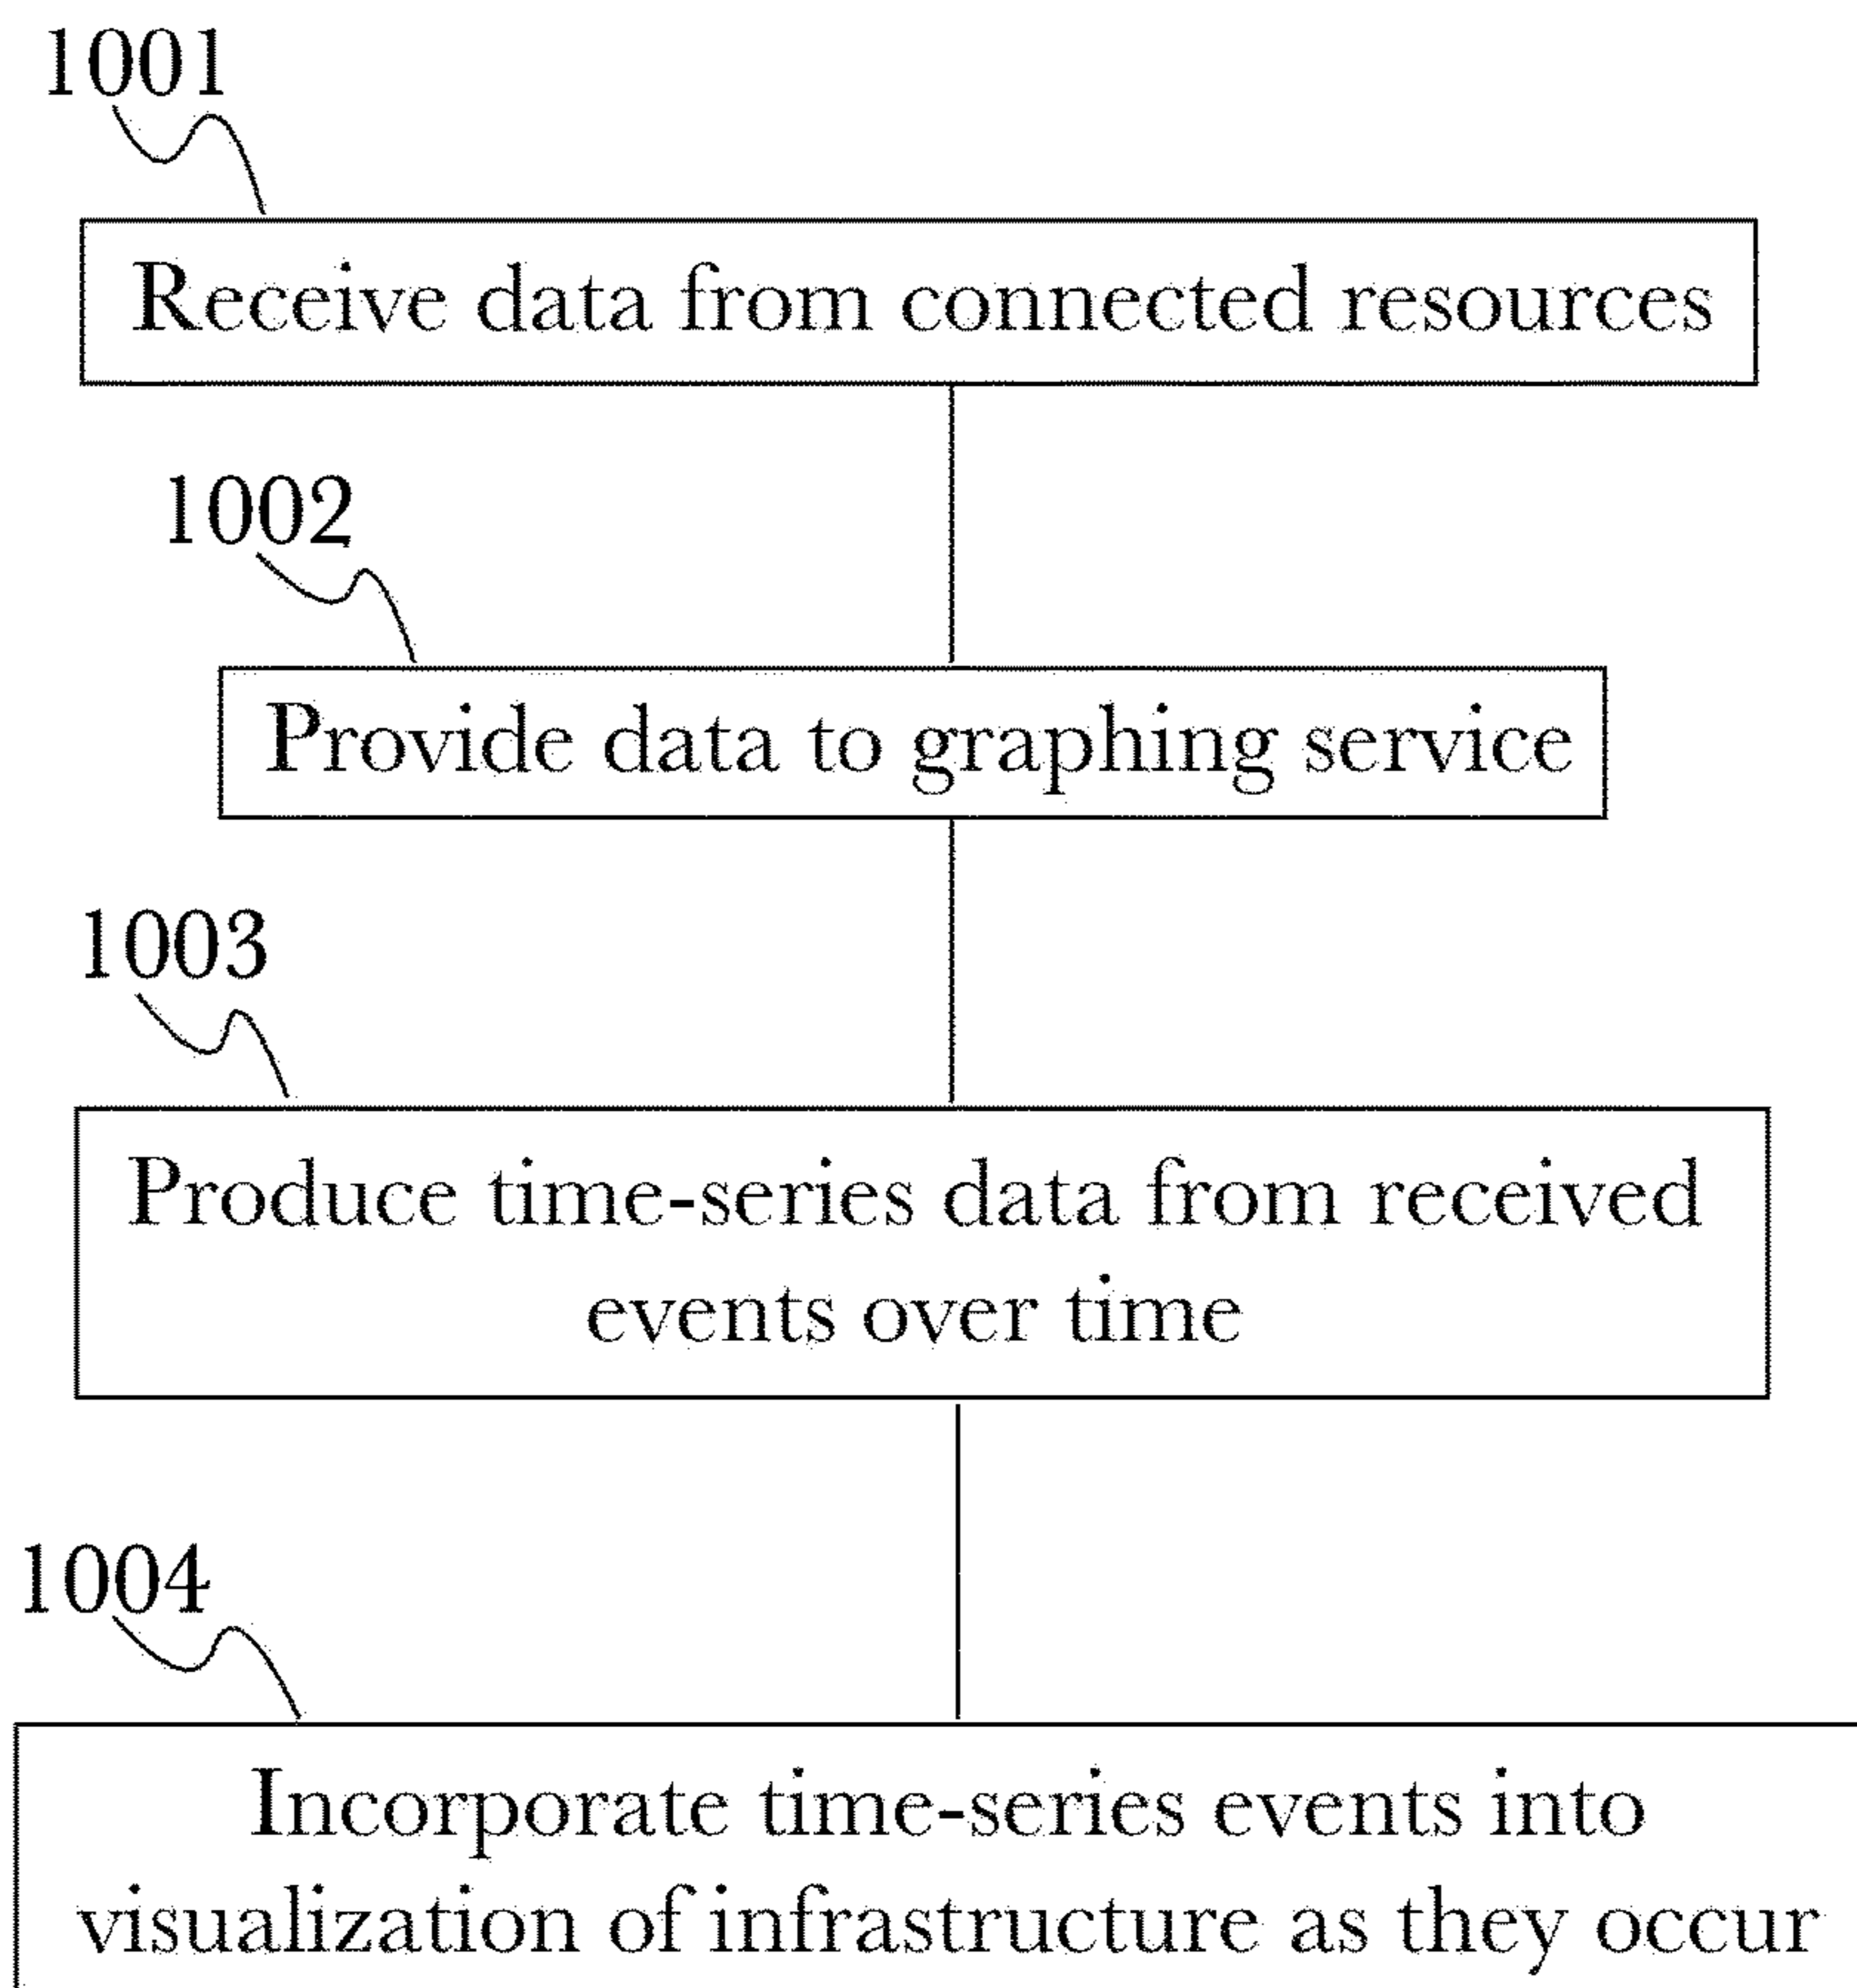 1001
Receive data from connected resources
1002
Provide data to graphing service
1003
Produce time-series data from received
events over time
1004
Incorporate time-series events into
visualization of infrastructure as they occur